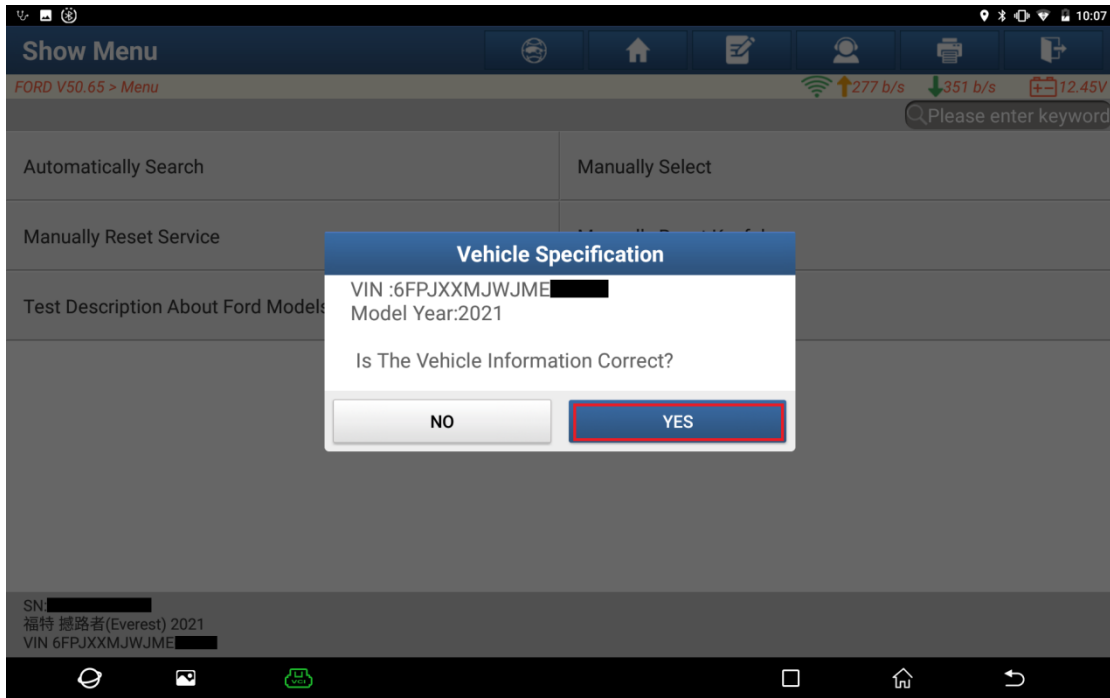 10:07
Show Menu
FORD V50.65 > Menu
277 b/s
351 b/s
12.45V
Please enter keyword
Automatically Search
Manually Select
Manually Reset Service
Vehicle Specification
VIN :6FPJXXMJWJME
Model Year:2021
Test Description About Ford Models
Is The Vehicle Information Correct?
NO
YES
SN:
福特 撼路者(Everest) 2021
VIN 6FPJXXMJWJME
VCI